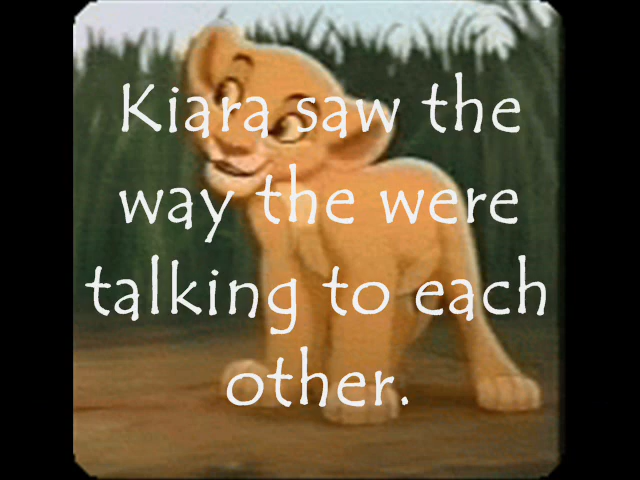 Kiara saw the
way the were
talking to each
other.